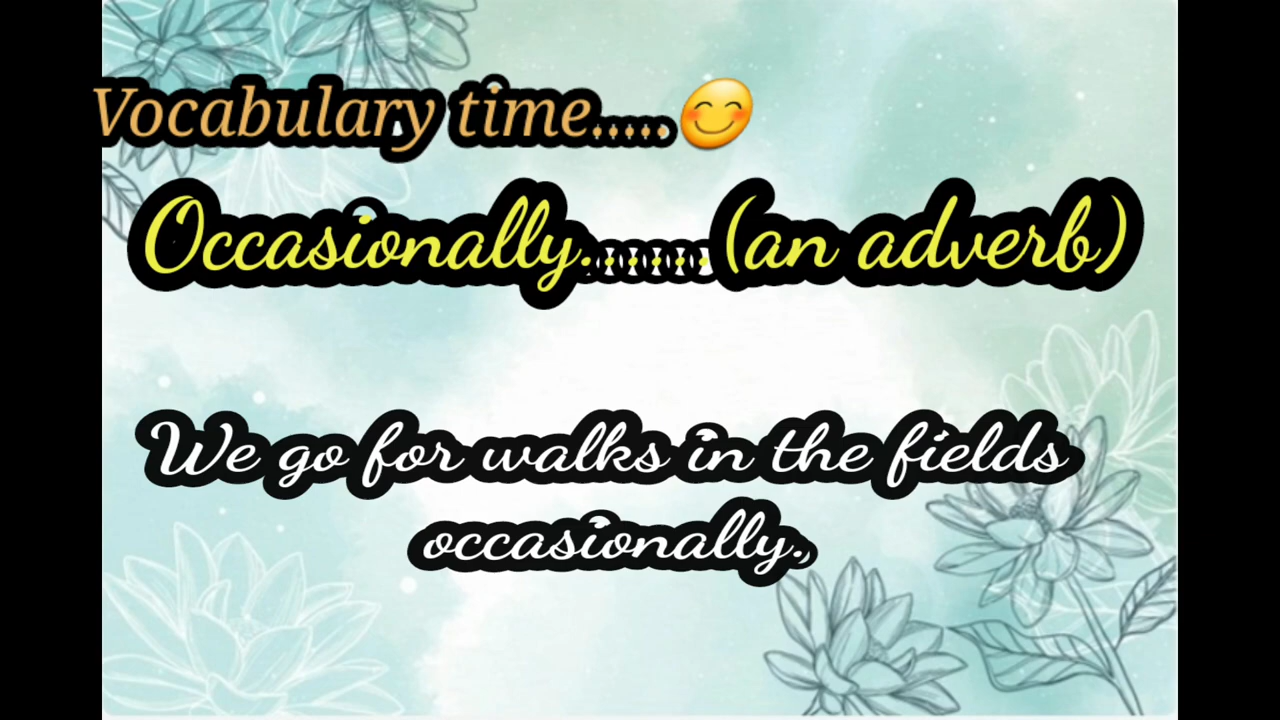 Vocabulary time.....😊
Occasionally.......(an adverb)
We go for walks in the fields
occasionally.,